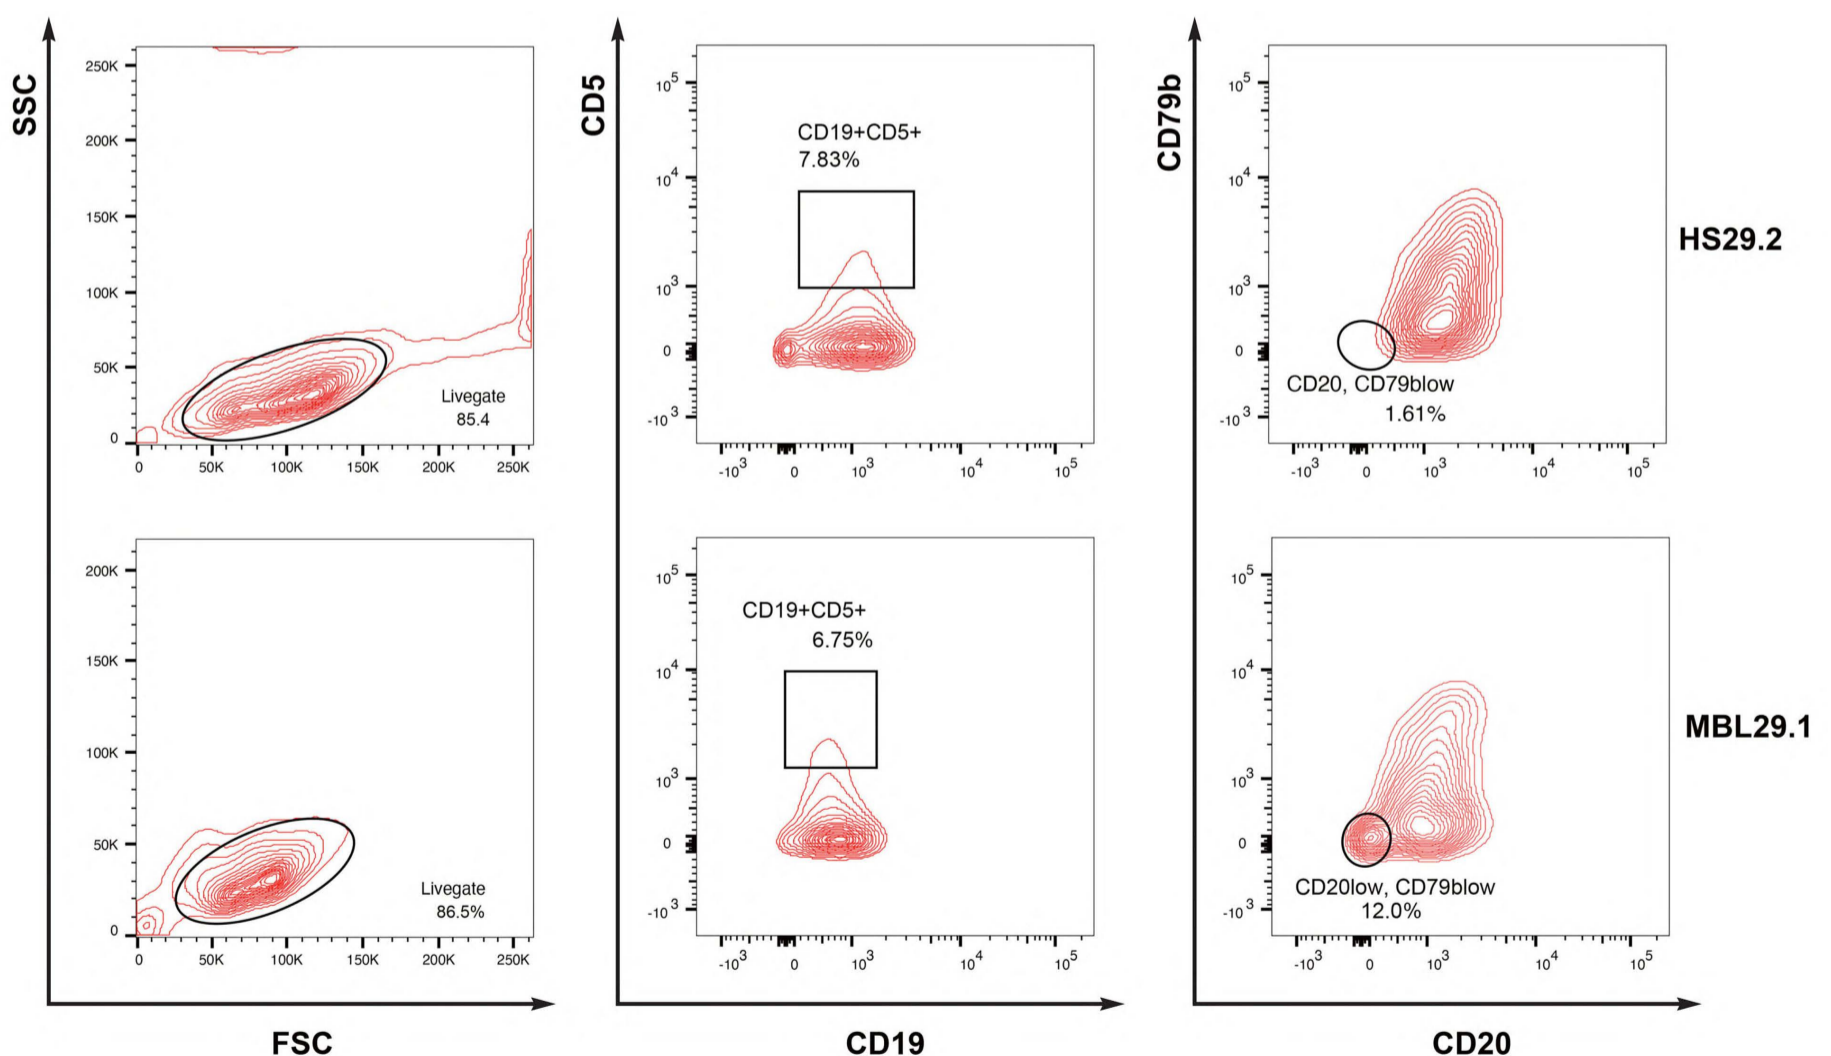 SSC
250K
200K
150K
100K
50K
0
0 50K 100K 150K 200K 250K
Livegate
85.4
CD5
10^5
10^4
10^3
0
-10^3
-10^3 0 10^3 10^4 10^5
CD19+CD5+
7.83%
CD79b
10^5
10^4
10^3
0
-10^3
-10^3 0 10^3 10^4 10^5
CD20, CD79blow
1.61%
HS29.2
200K
150K
100K
50K
0
0 50K 100K 150K 200K 250K
Livegate
86.5%
10^5
10^4
10^3
0
-10^3
-10^3 0 10^3 10^4 10^5
CD19+CD5+
6.75%
10^5
10^4
10^3
0
-10^3
-10^3 0 10^3 10^4 10^5
CD20low, CD79blow
12.0%
MBL29.1
FSC
CD19
CD20